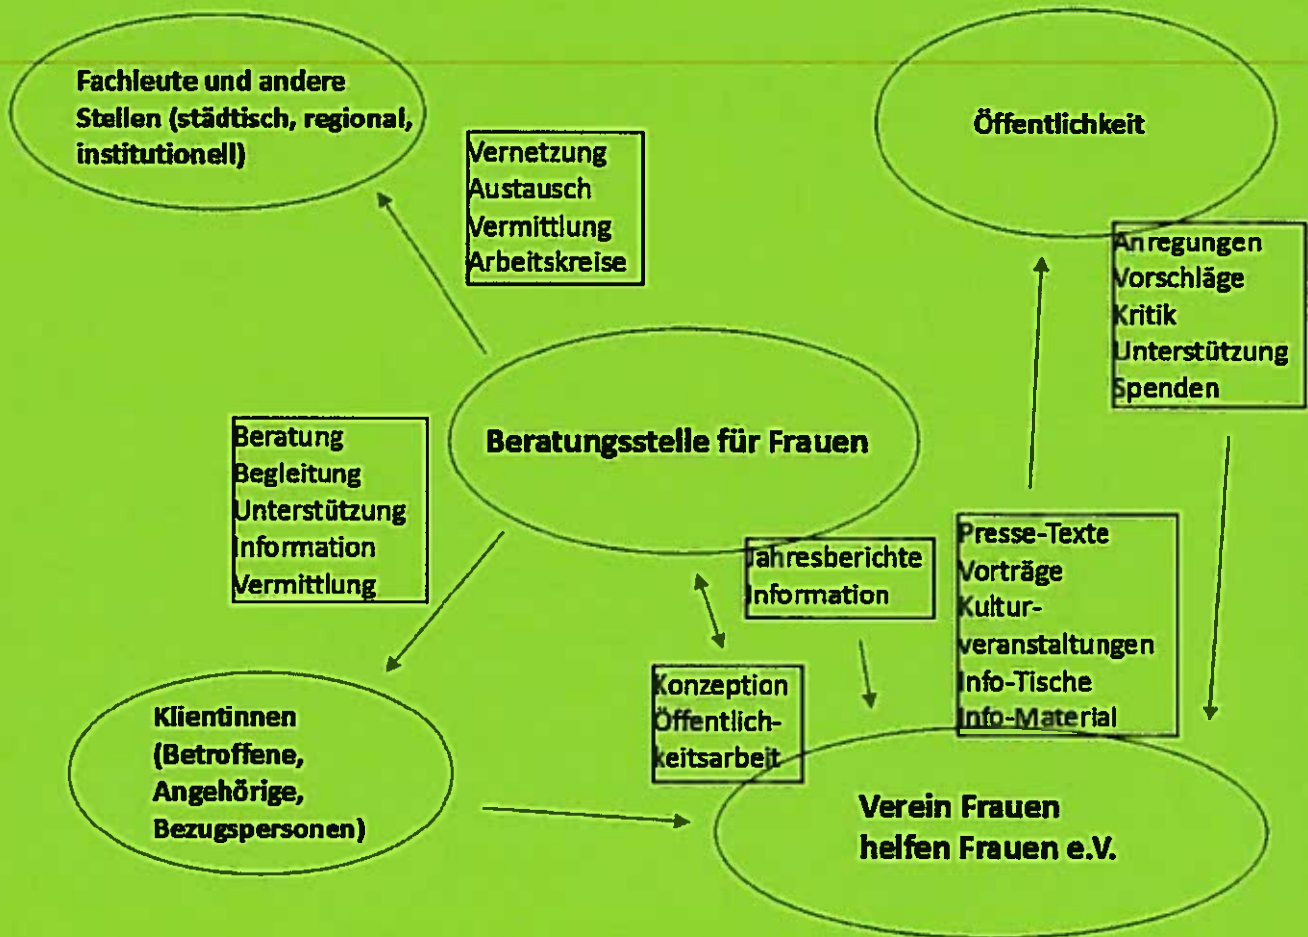 Fachleute und andere
Stellen (städtisch, regional,
institutionell)
Öffentlichkeit
Vernetzung
Austausch
Vermittlung
Arbeitskreise
Anregungen
Vorschläge
Kritik
Unterstützung
Spenden
Beratungsstelle für Frauen
Beratung
Begleitung
Unterstützung
Information
Vermittlung
Jahresberichte
Information
Presse-Texte
Vorträge
Kultur-
veranstaltungen
Info-Tische
Info-Material
Konzeption
Öffentlich-
keitsarbeit
Klientinnen
(Betroffene,
Angehörige,
Bezugspersonen)
Verein Frauen
helfen Frauen e.V.